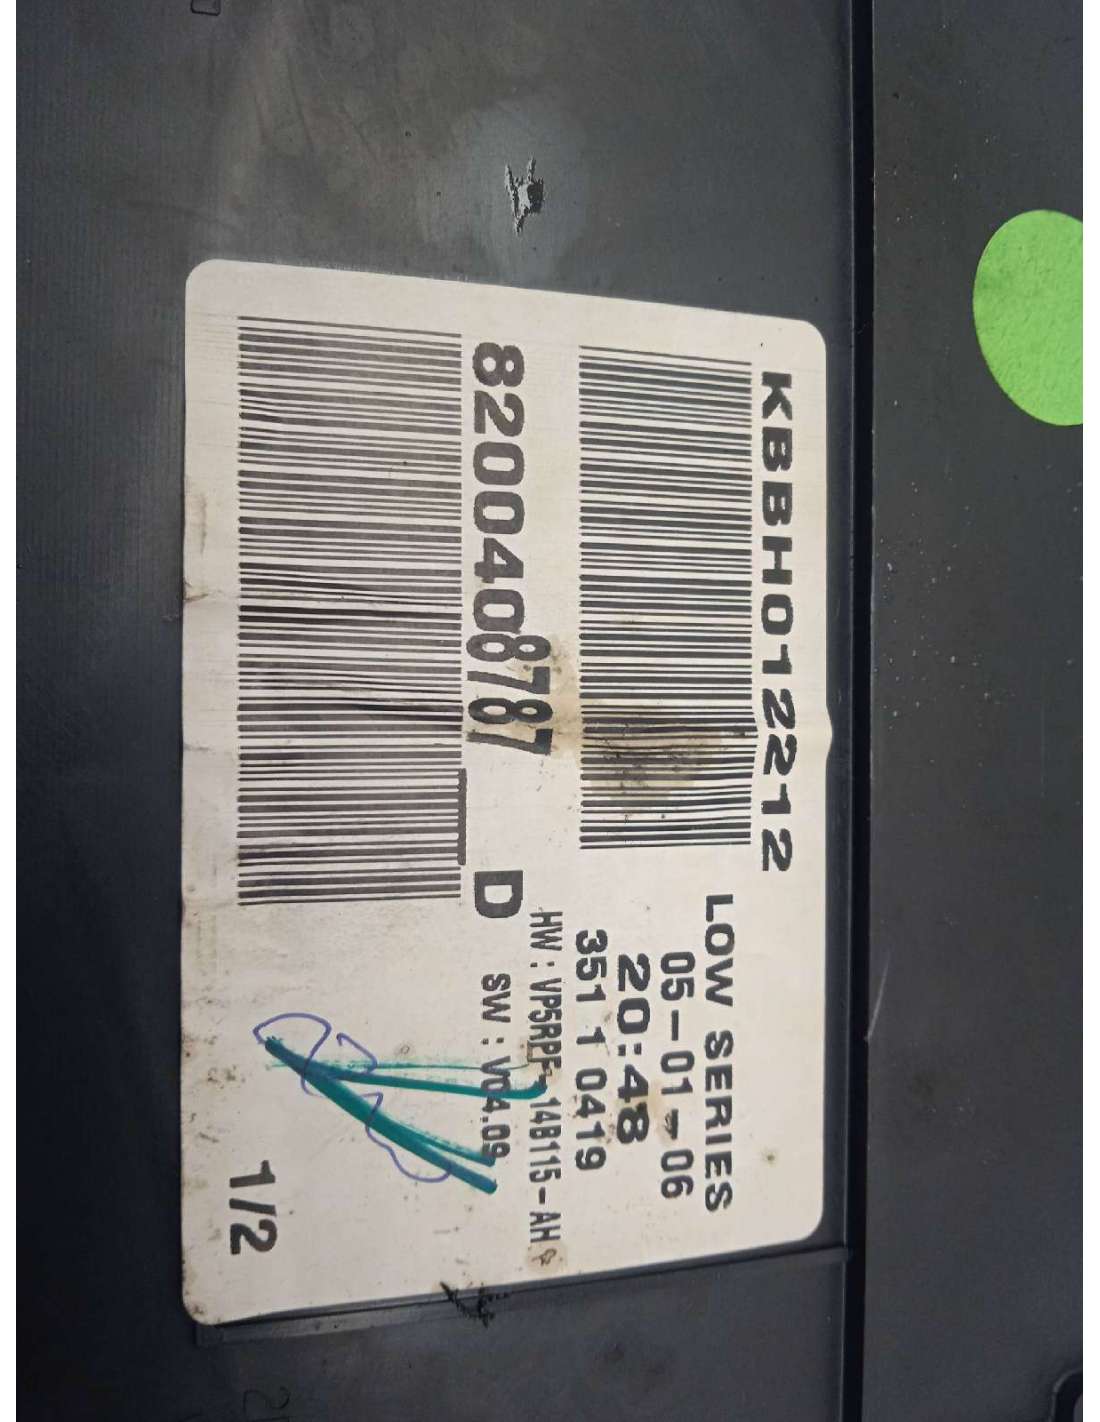 KBBH012212
LOW SERIES
05-01-06
20:48
351 1 0419
HW : VP5RPF-14B115-AH
8200408787 D
SW : V04.09
1/2